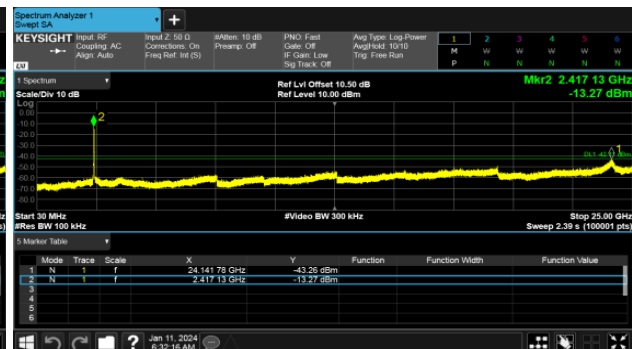 Spectrum Analyzer 1
Swept SA
+
KEYSIGHT Input: RF Input Z: 50 Ω #Atten: 10 dB PNO: Fast Avg Type: Log-Power 1 2 3 4 5 6
Coupling: AC Corrections: On Preamp: Off Gate: Off Avg|Hold: 10/10 M W W W W W
Align: Auto Freq Ref: Int (S) IF Gain: Low Trig: Free Run
Sig Track: Off P N N N N N
LXI
1 Spectrum Ref Lvl Offset 10.50 dB Mkr2 2.417 13 GHz
Scale/Div 10 dB Ref Level 10.00 dBm -13.27 dBm
Log
0.00
-10.0
-20.0
-30.0
-40.0
-50.0
-60.0
-70.0
-80.0
2
1
Start 30 MHz #Video BW 300 kHz Stop 25.00 GHz
#Res BW 100 kHz Sweep 2.39 s (100001 pts)
5 Marker Table
Mode Trace Scale X Y Function Function Width Function Value
1 N 1 f 24.141 78 GHz -43.26 dBm
2 N 1 f 2.417 13 GHz -13.27 dBm
3
4
5
6
? Jan 11, 2024
6:32:16 AM